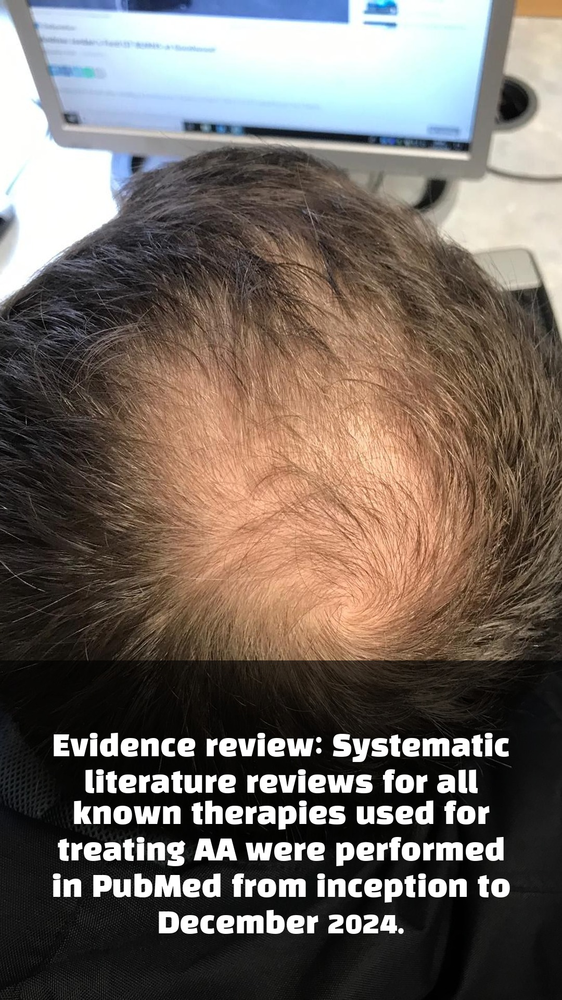 Evidence review: Systematic
literature reviews for all
known therapies used for
treating AA were performed
in PubMed from inception to
December 2024.